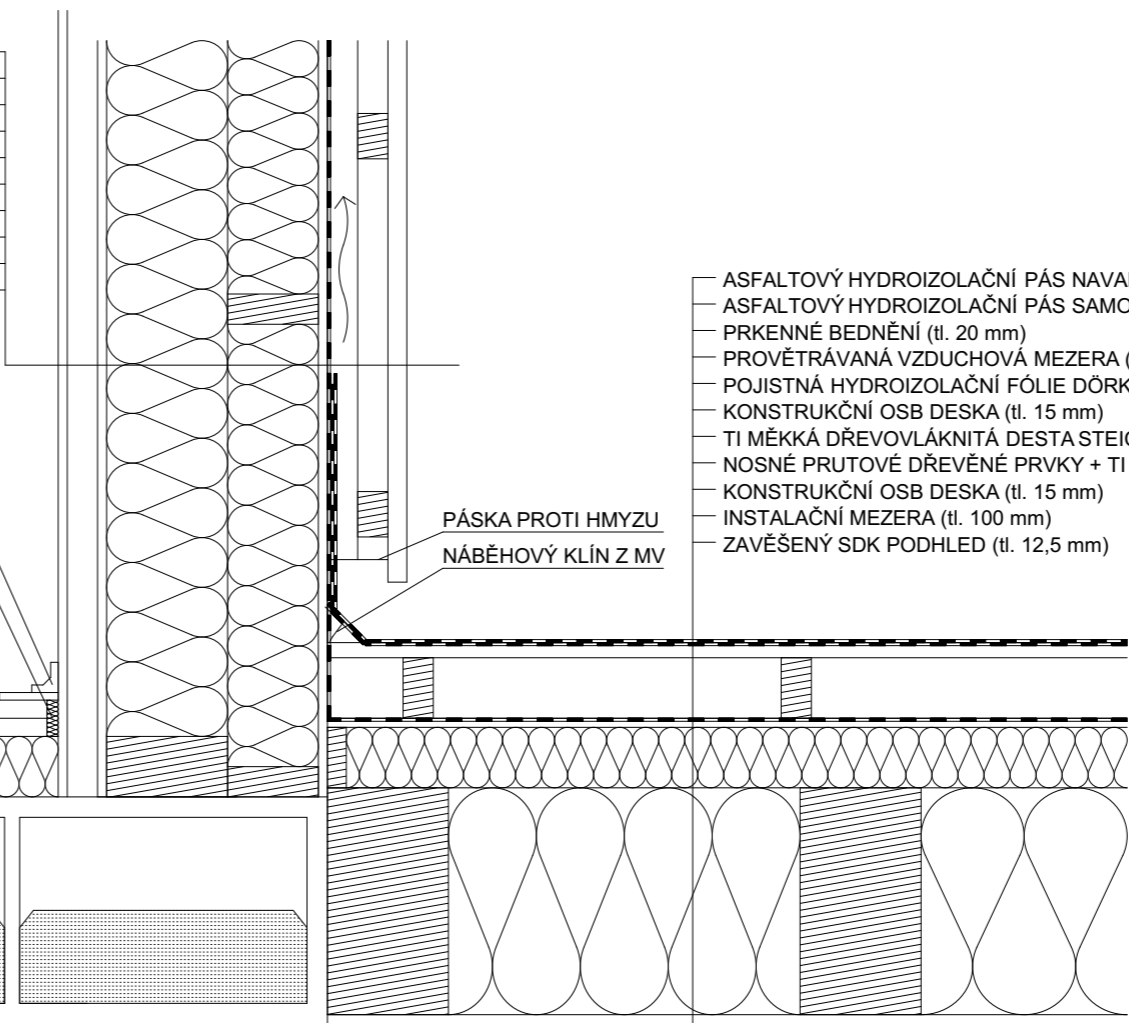 ASFALTOVÝ HYDROIZOLAČNÍ PÁS NAVA
ASFALTOVÝ HYDROIZOLAČNÍ PÁS SAMO
PRKENNÉ BEDNĚNÍ (tl. 20 mm)
PROVĚTRÁVANÁ VZDUCHOVÁ MEZERA (
POJISTNÁ HYDROIZOLAČNÍ FÓLIE DÖRK
KONSTRUKČNÍ OSB DESKA (tl. 15 mm)
TI MĚKKÁ DŘEVOVLÁKNITÁ DESTA STEIC
NOSNÉ PRUTOVÉ DŘEVĚNÉ PRVKY + TI
KONSTRUKČNÍ OSB DESKA (tl. 15 mm)
INSTALAČNÍ MEZERA (tl. 100 mm)
ZAVĚŠENÝ SDK PODHLED (tl. 12,5 mm)
PÁSKA PROTI HMYZU
NÁBĚHOVÝ KLÍN Z MV